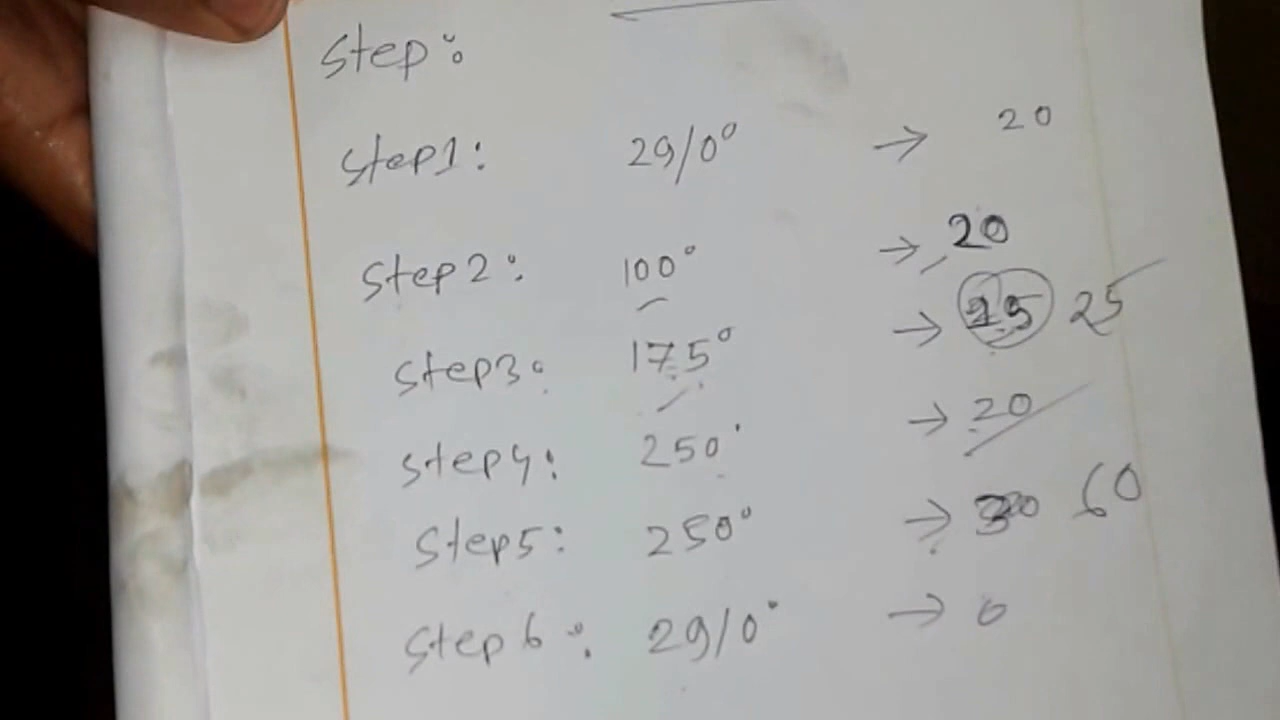 Step:
Step1: 29/0° → 20
Step2: 100° → 20
Step3: 175° → 25 25
Step4: 250° → 20
Step5: 250° → 60
Step6: 29/0° → 0